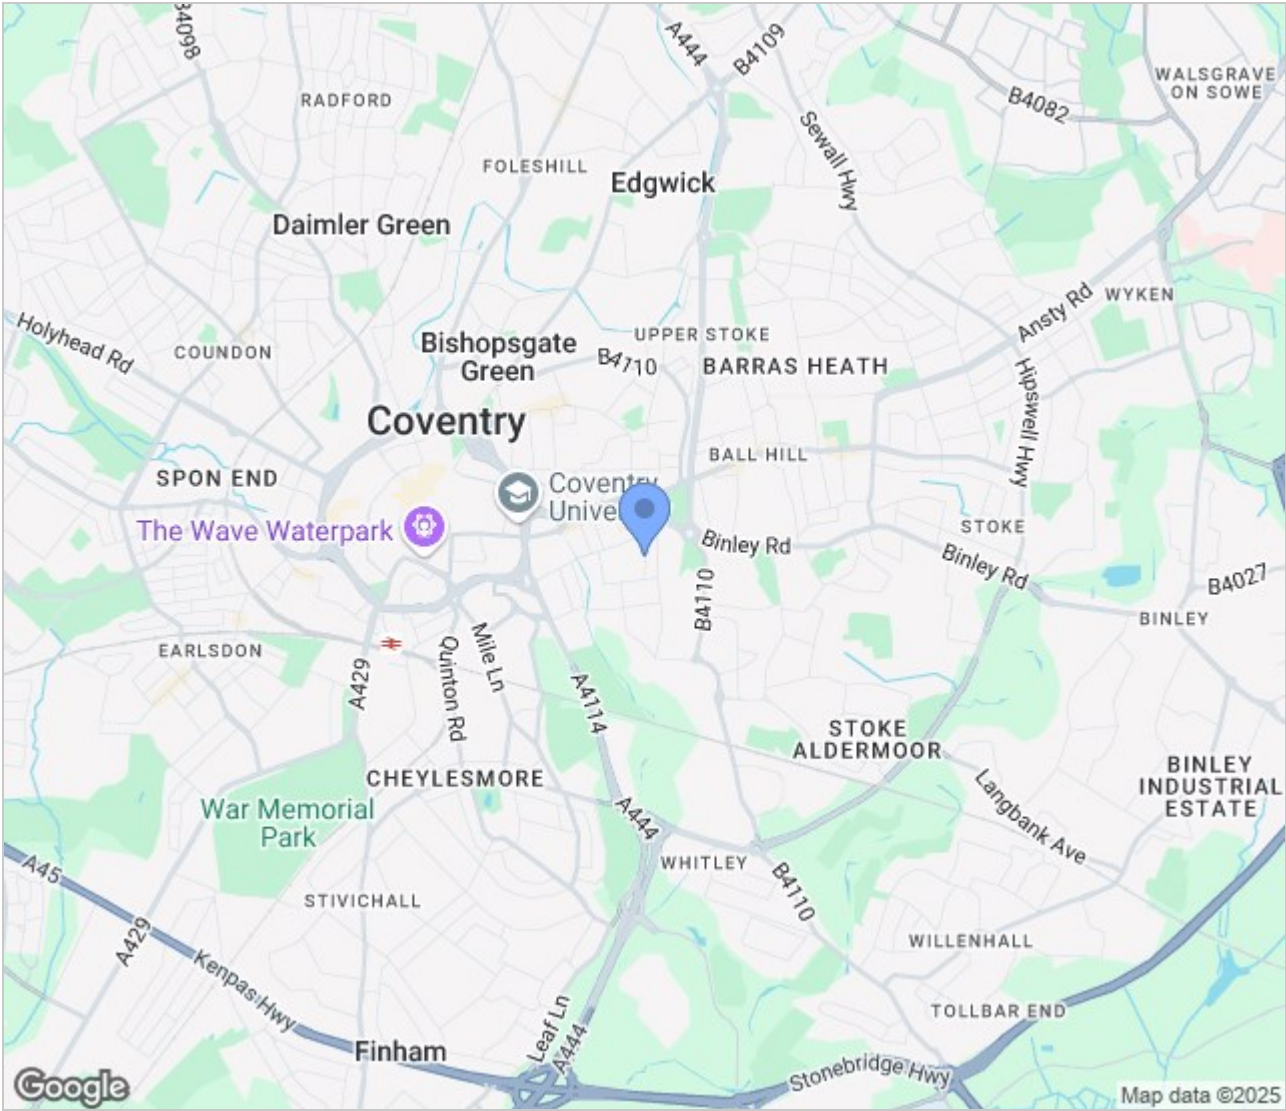 B4098
A444
B4109
WALSGRAVE
ON SOWE
RADFORD
B4082
Sewall Hwy
FOLESHILL
Edgwick
Daimler Green
WYKEN
Ansty Rd
Holyhead Rd
COUNDON
Bishopsgate
Green
B4110
UPPER STOKE
BARRAS HEATH
Hipswell Hwy
Coventry
BALL HILL
SPON END
Coventry
Unive
The Wave Waterpark
Binley Rd
STOKE
Binley Rd
B4027
B4110
BINLEY
EARLSDON
A429
Quinton Rd
Mile Ln
A4114
STOKE
ALDERMOOR
CHEYLESMORE
BINLEY
INDUSTRIAL
ESTATE
War Memorial
Park
Langbank Ave
A444
A45
WHITLEY
B4110
STIVICHALL
A429
WILLENHALL
Kenpas Hwy
TOLLBAR END
Leaf Ln
A444
Finham
Stonebridge Hwy
Google
Map data ©2025